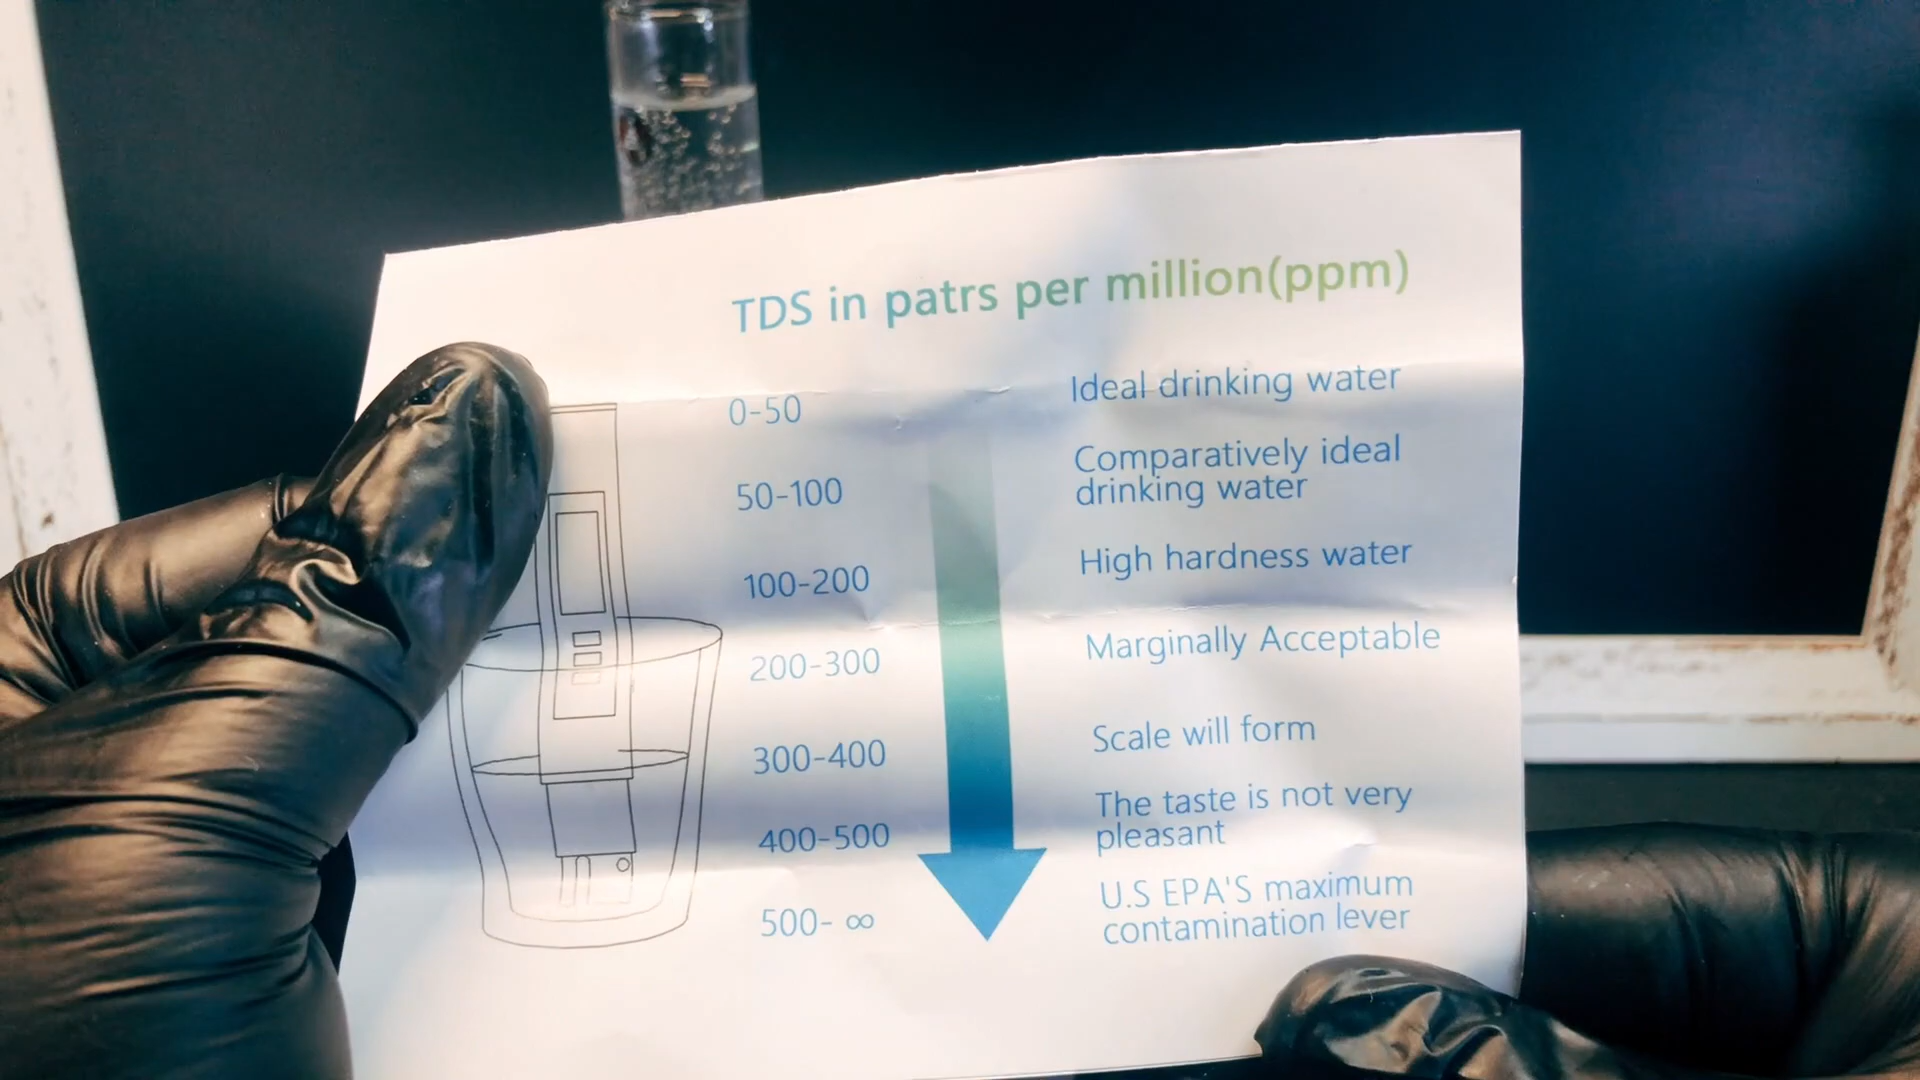 TDS in patrs per million(ppm)
0-50 Ideal drinking water
50-100 Comparatively ideal
drinking water
100-200 High hardness water
200-300 Marginally Acceptable
300-400 Scale will form
400-500 The taste is not very
pleasant
500- ∞ U.S EPA'S maximum
contamination lever